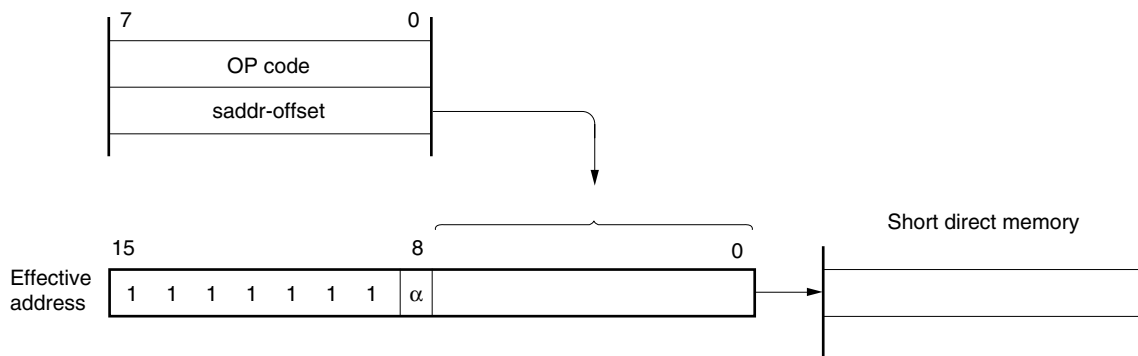 7 0
OP code
saddr-offset
Short direct memory
15 8 0
Effective
address
1 1 1 1 1 1 1 α